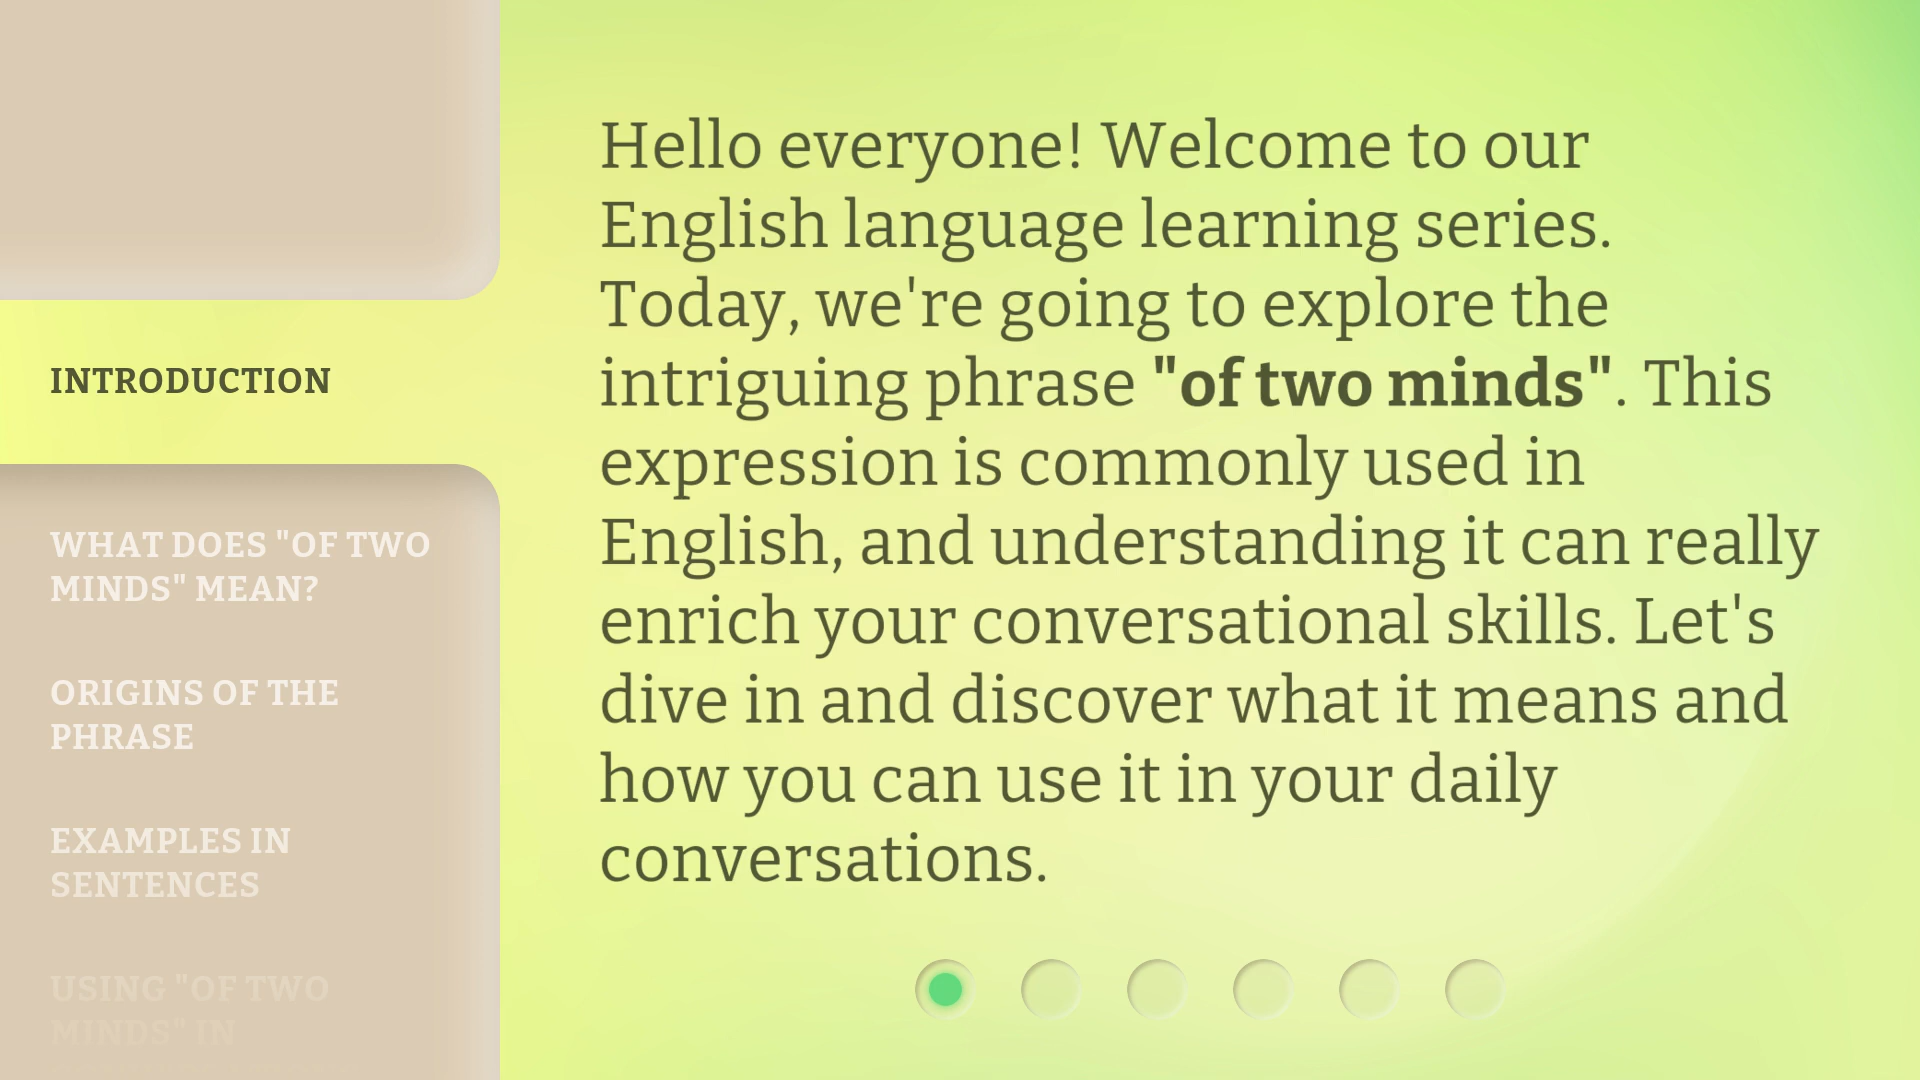 INTRODUCTION
WHAT DOES "OF TWO
MINDS" MEAN?
ORIGINS OF THE
PHRASE
EXAMPLES IN
SENTENCES
USING "OF TWO
MINDS" IN
Hello everyone! Welcome to our
English language learning series.
Today, we're going to explore the
intriguing phrase "of two minds". This
expression is commonly used in
English, and understanding it can really
enrich your conversational skills. Let's
dive in and discover what it means and
how you can use it in your daily
conversations.